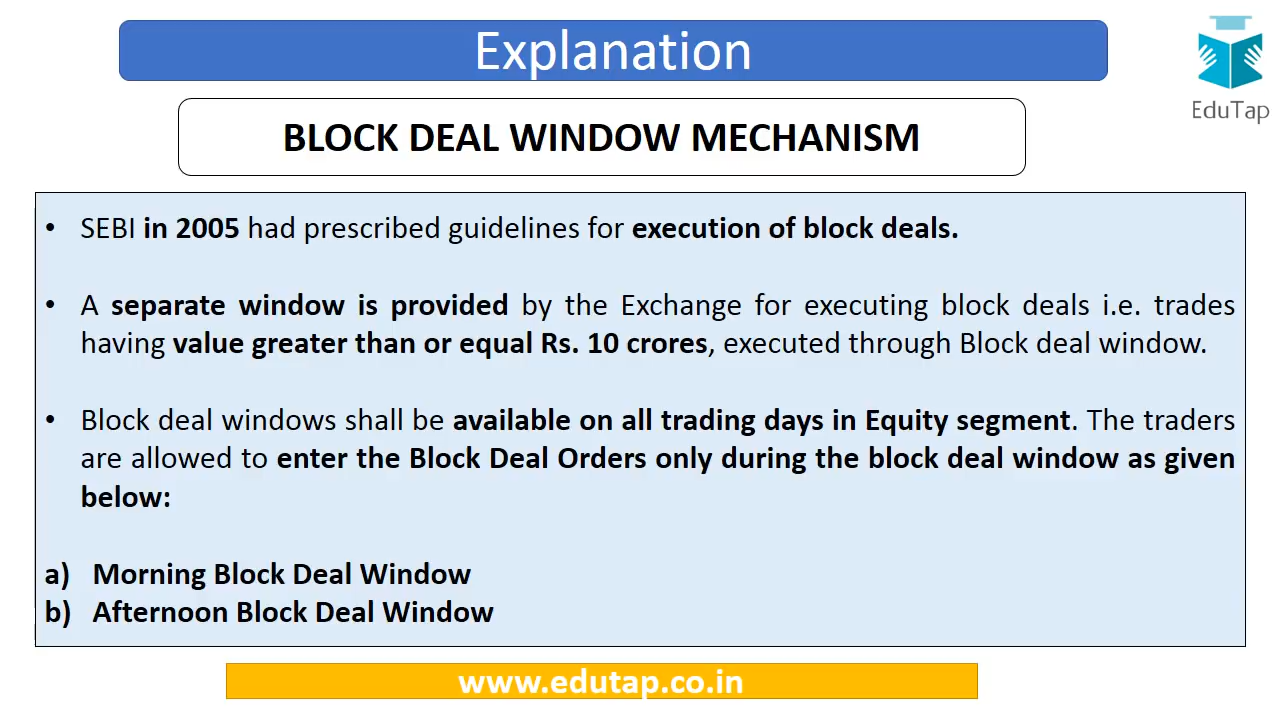 Explanation
EduTap
BLOCK DEAL WINDOW MECHANISM
• SEBI in 2005 had prescribed guidelines for execution of block deals.
• A separate window is provided by the Exchange for executing block deals i.e. trades
having value greater than or equal Rs. 10 crores, executed through Block deal window.
• Block deal windows shall be available on all trading days in Equity segment. The traders
are allowed to enter the Block Deal Orders only during the block deal window as given
below:
a) Morning Block Deal Window
b) Afternoon Block Deal Window
www.edutap.co.in